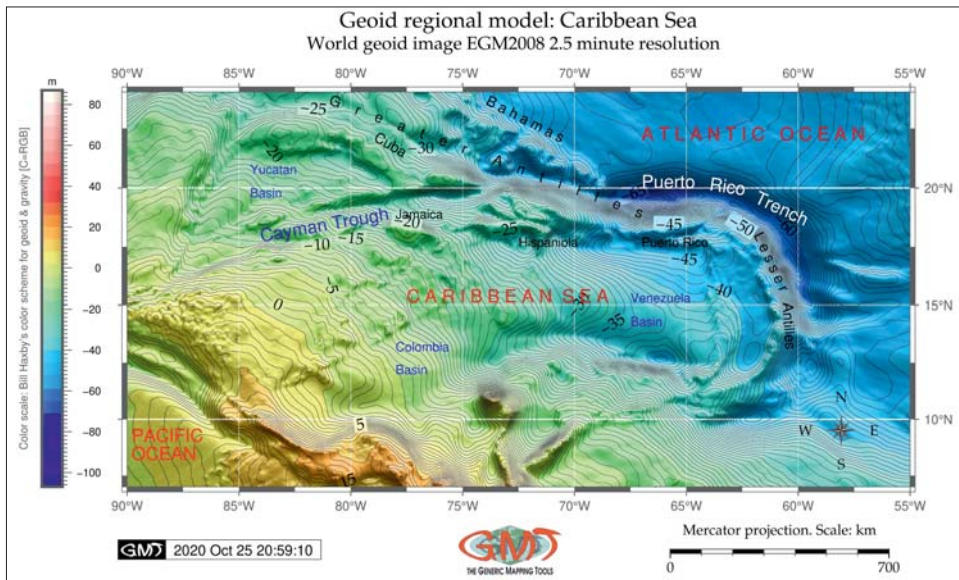 Geoid regional model: Caribbean Sea
World geoid image EGM2008 2.5 minute resolution
90°W 85°W 80°W 75°W 70°W 65°W 60°W 55°W
m
80
60
40
20
0
−20
−40
−60
−80
−100
Color scale: Bill Haxby's color scheme for geoid & gravity [C=RGB]
−25
Greater Antilles
Bahamas
ATLANTIC OCEAN
Cuba
−30
−20
Yucatan
Basin
20°N
Puerto Rico Trench
−60
Cayman Trough
Jamaica
−20
−15
−10
−25
Hispaniola
−45
Puerto Rico
−45
−50
Lesser Antilles
−5
0
CARIBBEAN SEA
−40
Venezuela
Basin
−35
15°N
Colombia
Basin
5
10°N
PACIFIC
OCEAN
15
N
W E
S
90°W 85°W 80°W 75°W 70°W 65°W 60°W 55°W
GMT 2020 Oct 25 20:59:10
GMT
THE GENERIC MAPPING TOOLS
Mercator projection. Scale: km
0 700